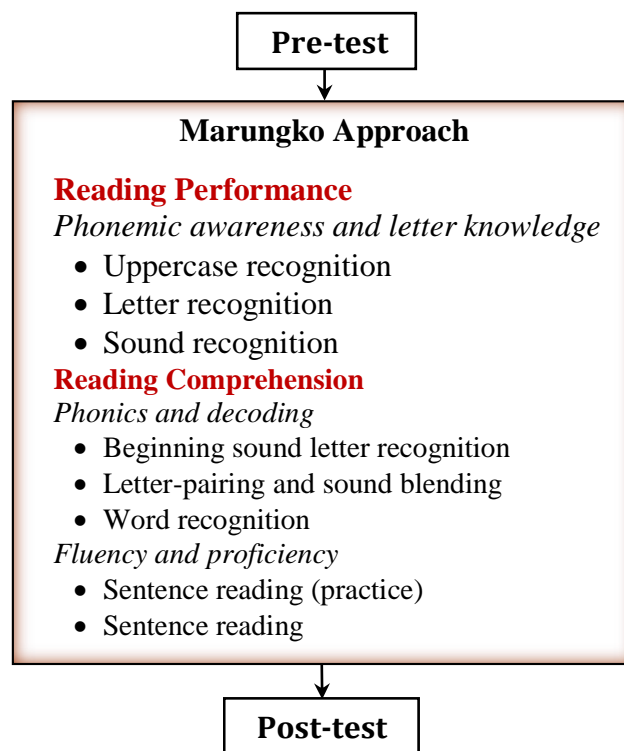 Pre-test
Marungko Approach
Reading Performance
Phonemic awareness and letter knowledge
• Uppercase recognition
• Letter recognition
• Sound recognition
Reading Comprehension
Phonics and decoding
• Beginning sound letter recognition
• Letter-pairing and sound blending
• Word recognition
Fluency and proficiency
• Sentence reading (practice)
• Sentence reading
Post-test